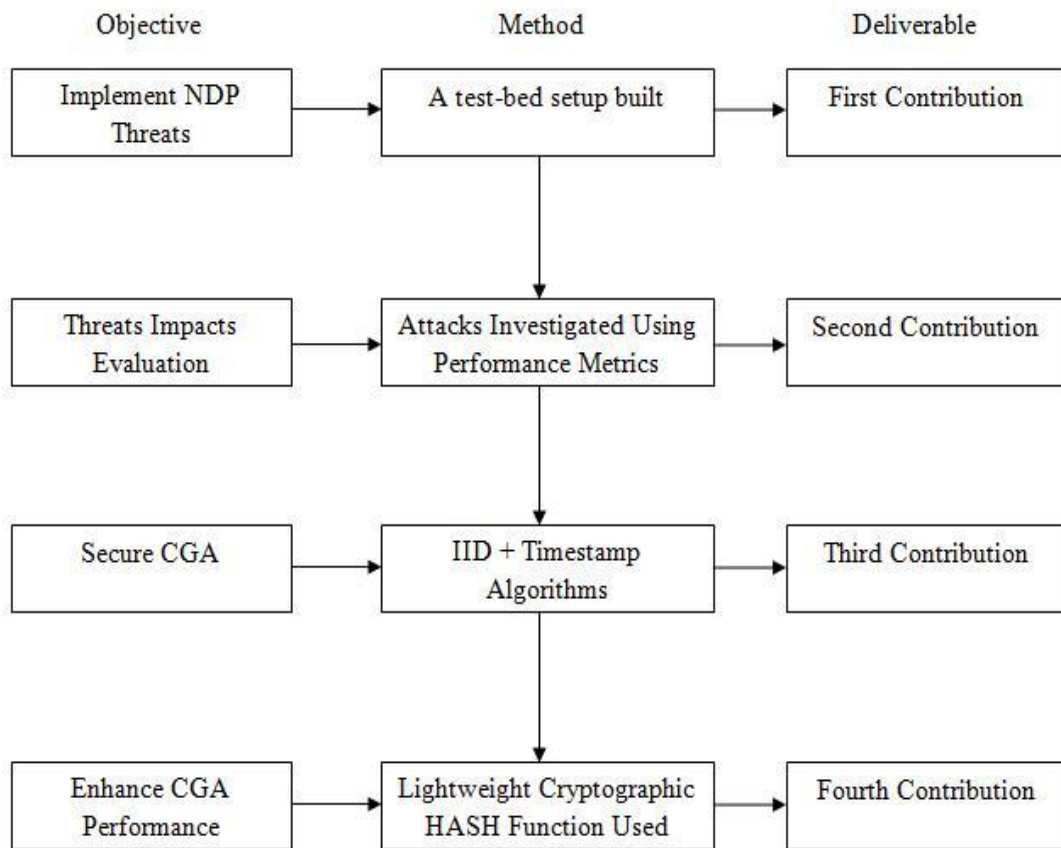 Objective
Method
Deliverable
Implement NDP
Threats
A test-bed setup built
First Contribution
Threats Impacts
Evaluation
Attacks Investigated Using
Performance Metrics
Second Contribution
Secure CGA
IID + Timestamp
Algorithms
Third Contribution
Enhance CGA
Performance
Lightweight Cryptographic
HASH Function Used
Fourth Contribution